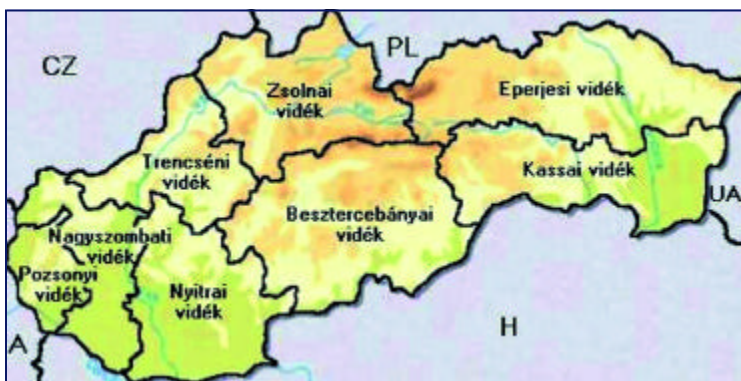 CZ
PL
Zsolnai
vidék
Eperjesi vidék
Trencséni
vidék
Kassai vidék
UA
Besztercebányai
vidék
Nagyszombati
vidék
Pozsonyi
vidék
Nyitrai
vidék
A
H